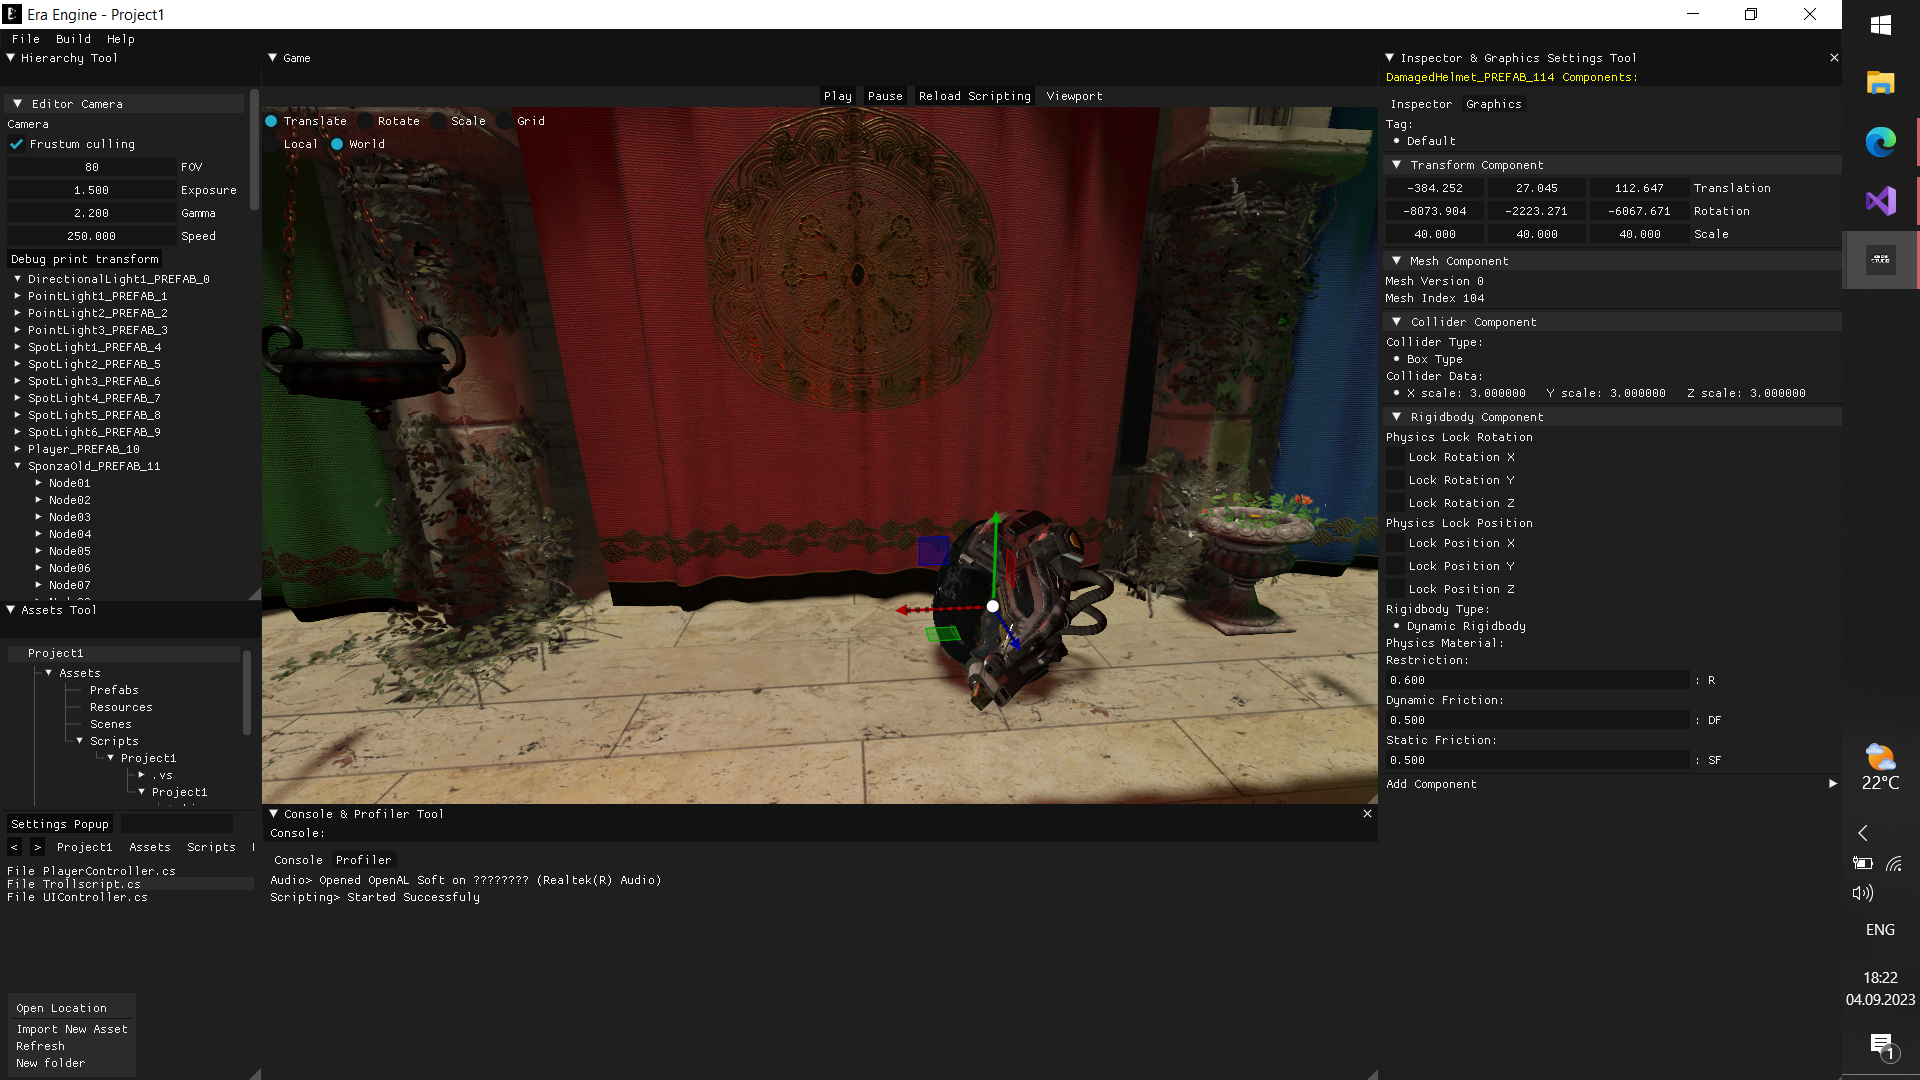 Era Engine - Project1
File Build Help
Hierarchy Tool
Editor Camera
Camera
Frustum culling
80 FOV
1.500 Exposure
2.200 Gamma
250.000 Speed
Debug print transform
DirectionalLight1_PREFAB_0
PointLight1_PREFAB_1
PointLight2_PREFAB_2
PointLight3_PREFAB_3
SpotLight1_PREFAB_4
SpotLight2_PREFAB_5
SpotLight3_PREFAB_6
SpotLight4_PREFAB_7
SpotLight5_PREFAB_8
SpotLight6_PREFAB_9
Player_PREFAB_10
SponzaOld_PREFAB_11
Node01
Node02
Node03
Node04
Node05
Node06
Node07
Assets Tool
Project1
Assets
Prefabs
Resources
Scenes
Scripts
Project1
.vs
Project1
Settings Popup
< > Project1 Assets Scripts
File PlayerController.cs
File Trollscript.cs
File UIController.cs
Open Location
Import New Asset
Refresh
New folder
Game
Play Pause Reload Scripting Viewport
Translate Rotate Scale Grid
Local World
Console & Profiler Tool
Console:
Console Profiler
Audio> Opened OpenAL Soft on ???????? (Realtek(R) Audio)
Scripting> Started Successfuly
Inspector & Graphics Settings Tool
DamagedHelmet_PREFAB_114 Components:
Inspector Graphics
Tag:
Default
Transform Component
-384.252 27.045 112.647 Translation
-8073.904 -2223.271 -6067.671 Rotation
40.000 40.000 40.000 Scale
Mesh Component
Mesh Version 0
Mesh Index 104
Collider Component
Collider Type:
Box Type
Collider Data:
X scale: 3.000000 Y scale: 3.000000 Z scale: 3.000000
Rigidbody Component
Physics Lock Rotation
Lock Rotation X
Lock Rotation Y
Lock Rotation Z
Physics Lock Position
Lock Position X
Lock Position Y
Lock Position Z
Rigidbody Type:
Dynamic Rigidbody
Physics Material:
Restriction:
0.600 : R
Dynamic Friction:
0.500 : DF
Static Friction:
0.500 : SF
Add Component
22°C
ENG
18:22
04.09.2023
1